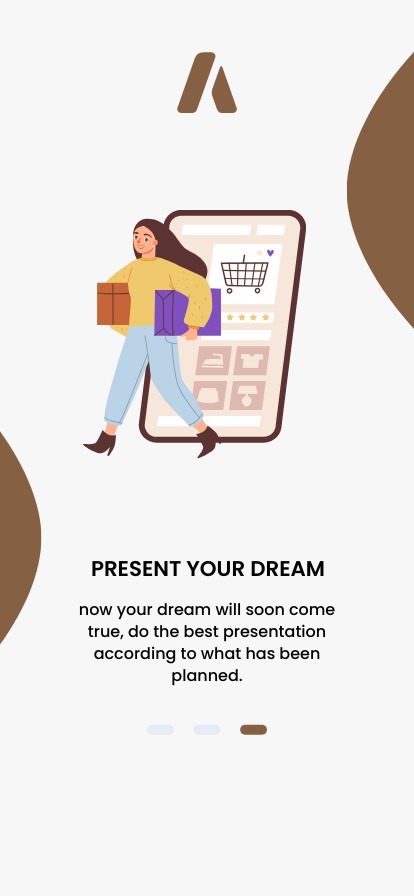 PRESENT YOUR DREAM
now your dream will soon come
true, do the best presentation
according to what has been
planned.